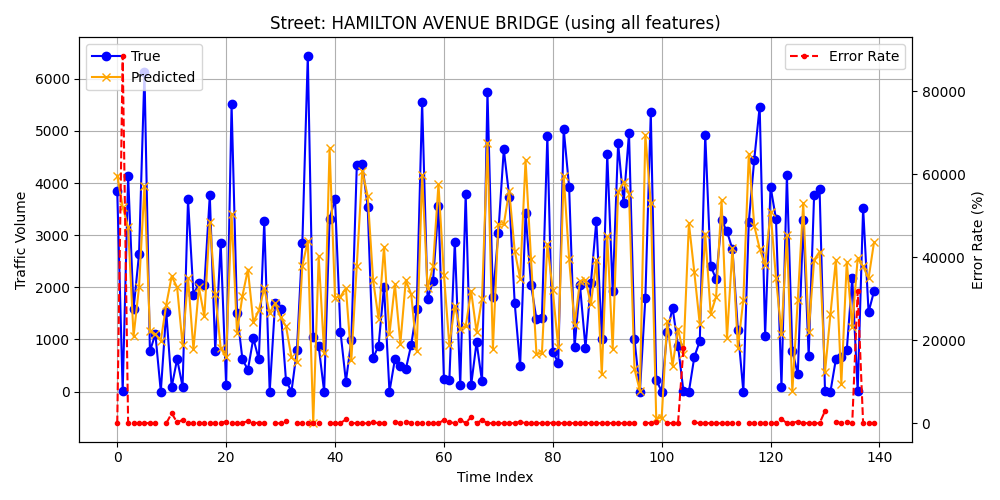 Street: HAMILTON AVENUE BRIDGE (using all features)
True
Predicted
Error Rate
6000
5000
4000
3000
2000
1000
0
Traffic Volume
80000
60000
40000
20000
0
Error Rate (%)
0 20 40 60 80 100 120 140
Time Index